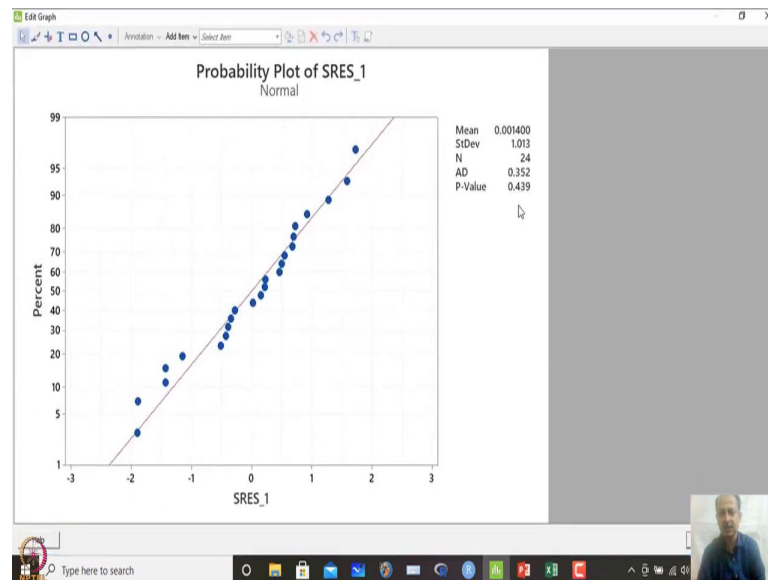 Edit Graph
T
Annotation Add Item Select Item
Probability Plot of SRES_1
Normal
Mean 0.001400
StDev 1.013
N 24
AD 0.352
P-Value 0.439
99
95
90
80
70
60
50
40
30
20
10
5
1
Percent
-3 -2 -1 0 1 2 3
SRES_1
Help
NPTEL
Type here to search